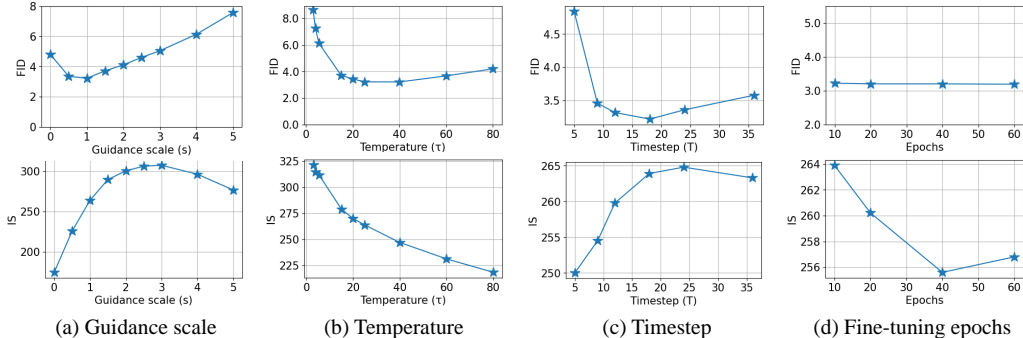 8
6
4
2
0
FID
0 1 2 3 4 5
Guidance scale (s)
8.0
6.0
4.0
2.0
0.0
FID
0 20 40 60 80
Temperature (τ)
4.5
4.0
3.5
FID
5 10 15 20 25 30 35
Timestep (T)
5.0
4.0
3.0
2.0
FID
10 20 30 40 50 60
Epochs
300
250
200
IS
0 1 2 3 4 5
Guidance scale (s)
325
300
275
250
225
IS
0 20 40 60 80
Temperature (τ)
265
260
255
250
IS
5 10 15 20 25 30 35
Timestep (T)
264
262
260
258
256
IS
10 20 30 40 50 60
Epochs
(a) Guidance scale
(b) Temperature
(c) Timestep
(d) Fine-tuning epochs